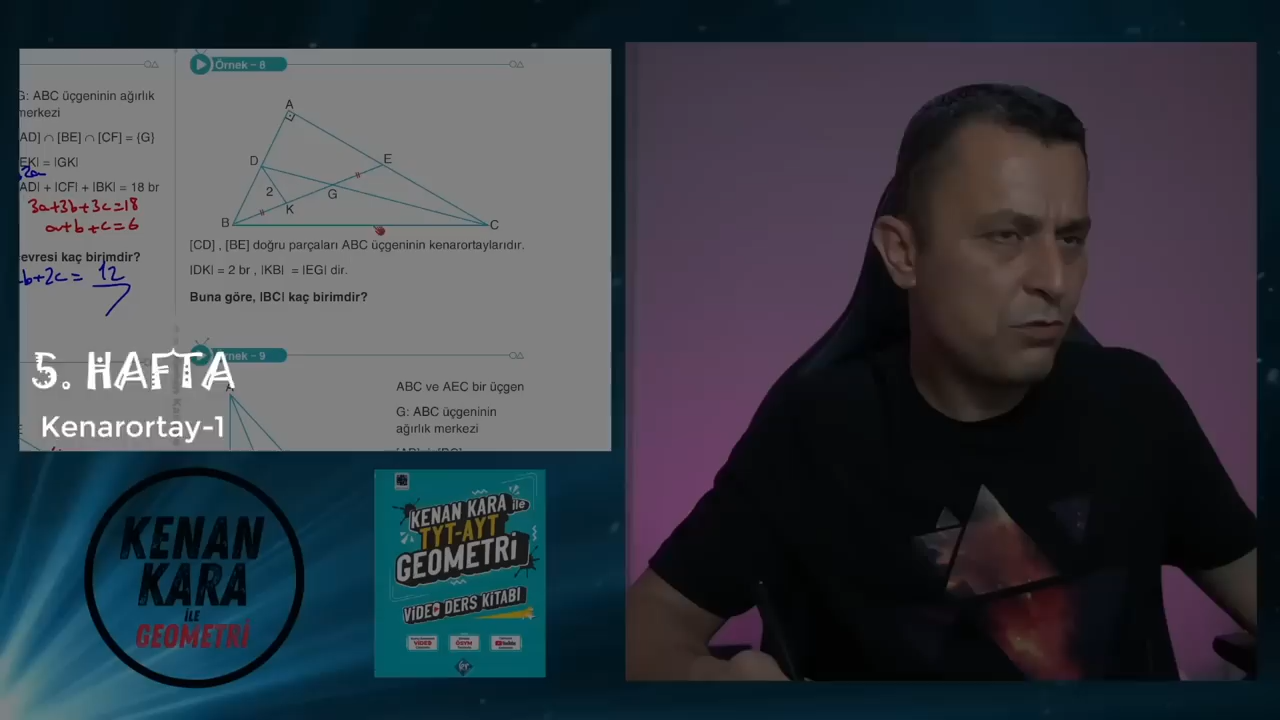 G: ABC üçgeninin ağırlık
merkezi
AD] ∩ [BE] ∩ [CF] = {G}
EK| = |GK|
2a
AD| + |CF| + |BK| = 18 br
3a+3b+3c=18
a+b+c=6
evresi kaç birimdir?
b+2c= 12
Örnek – 8
A
D
E
2
G
K
B
C
[CD] , [BE] doğru parçaları ABC üçgeninin kenarortaylarıdır.
|DK| = 2 br , |KB| = |EG| dir.
Buna göre, |BC| kaç birimdir?
Örnek – 9
A
ABC ve AEC bir üçgen
G: ABC üçgeninin
ağırlık merkezi
5. HAFTA
Kenarortay-1
KENAN
KARA
İLE
GEOMETRİ
KENAN KARA ile
TYT-AYT
GEOMETRİ
VİDEO DERS KİTABI